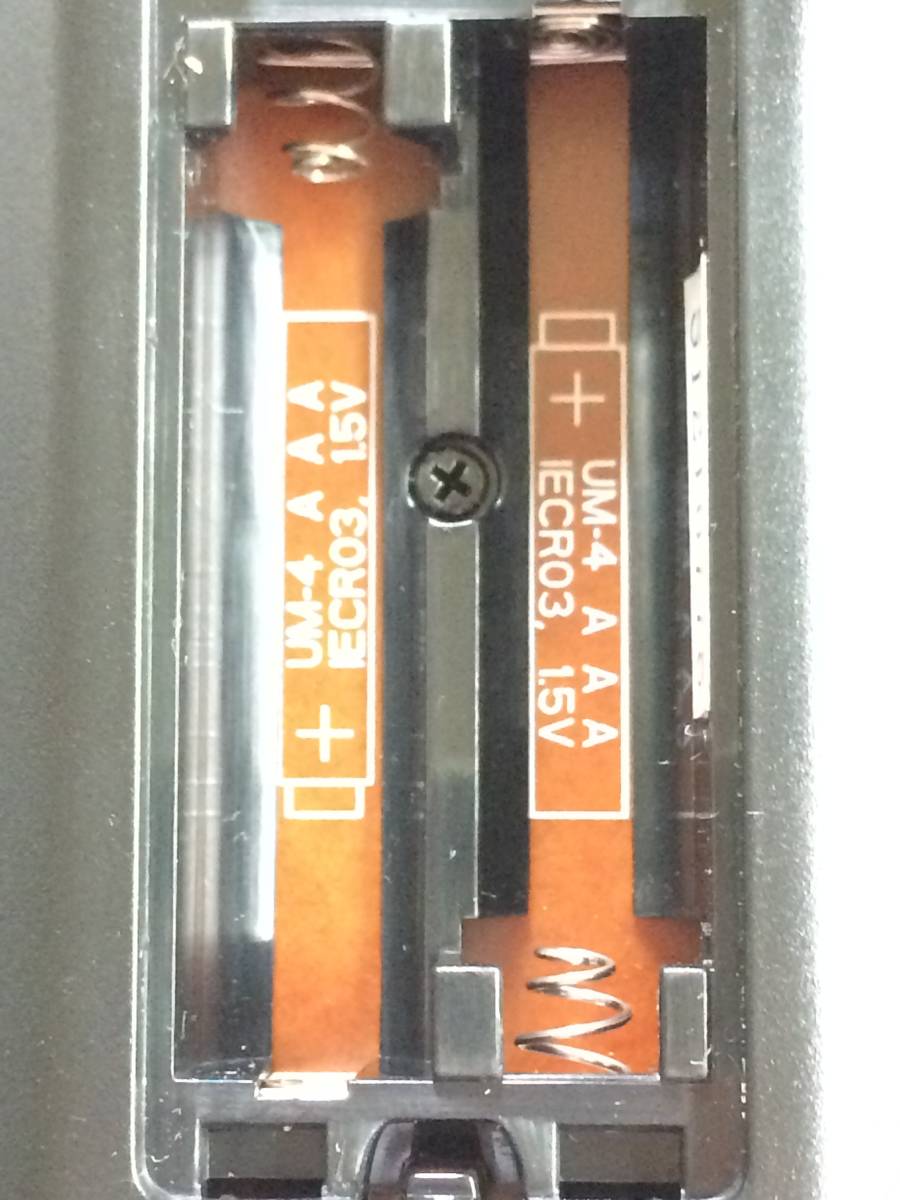 UM-4 A A A
IECR03, 1.5V
+
+
UM-4 A A A
IECR03, 1.5V